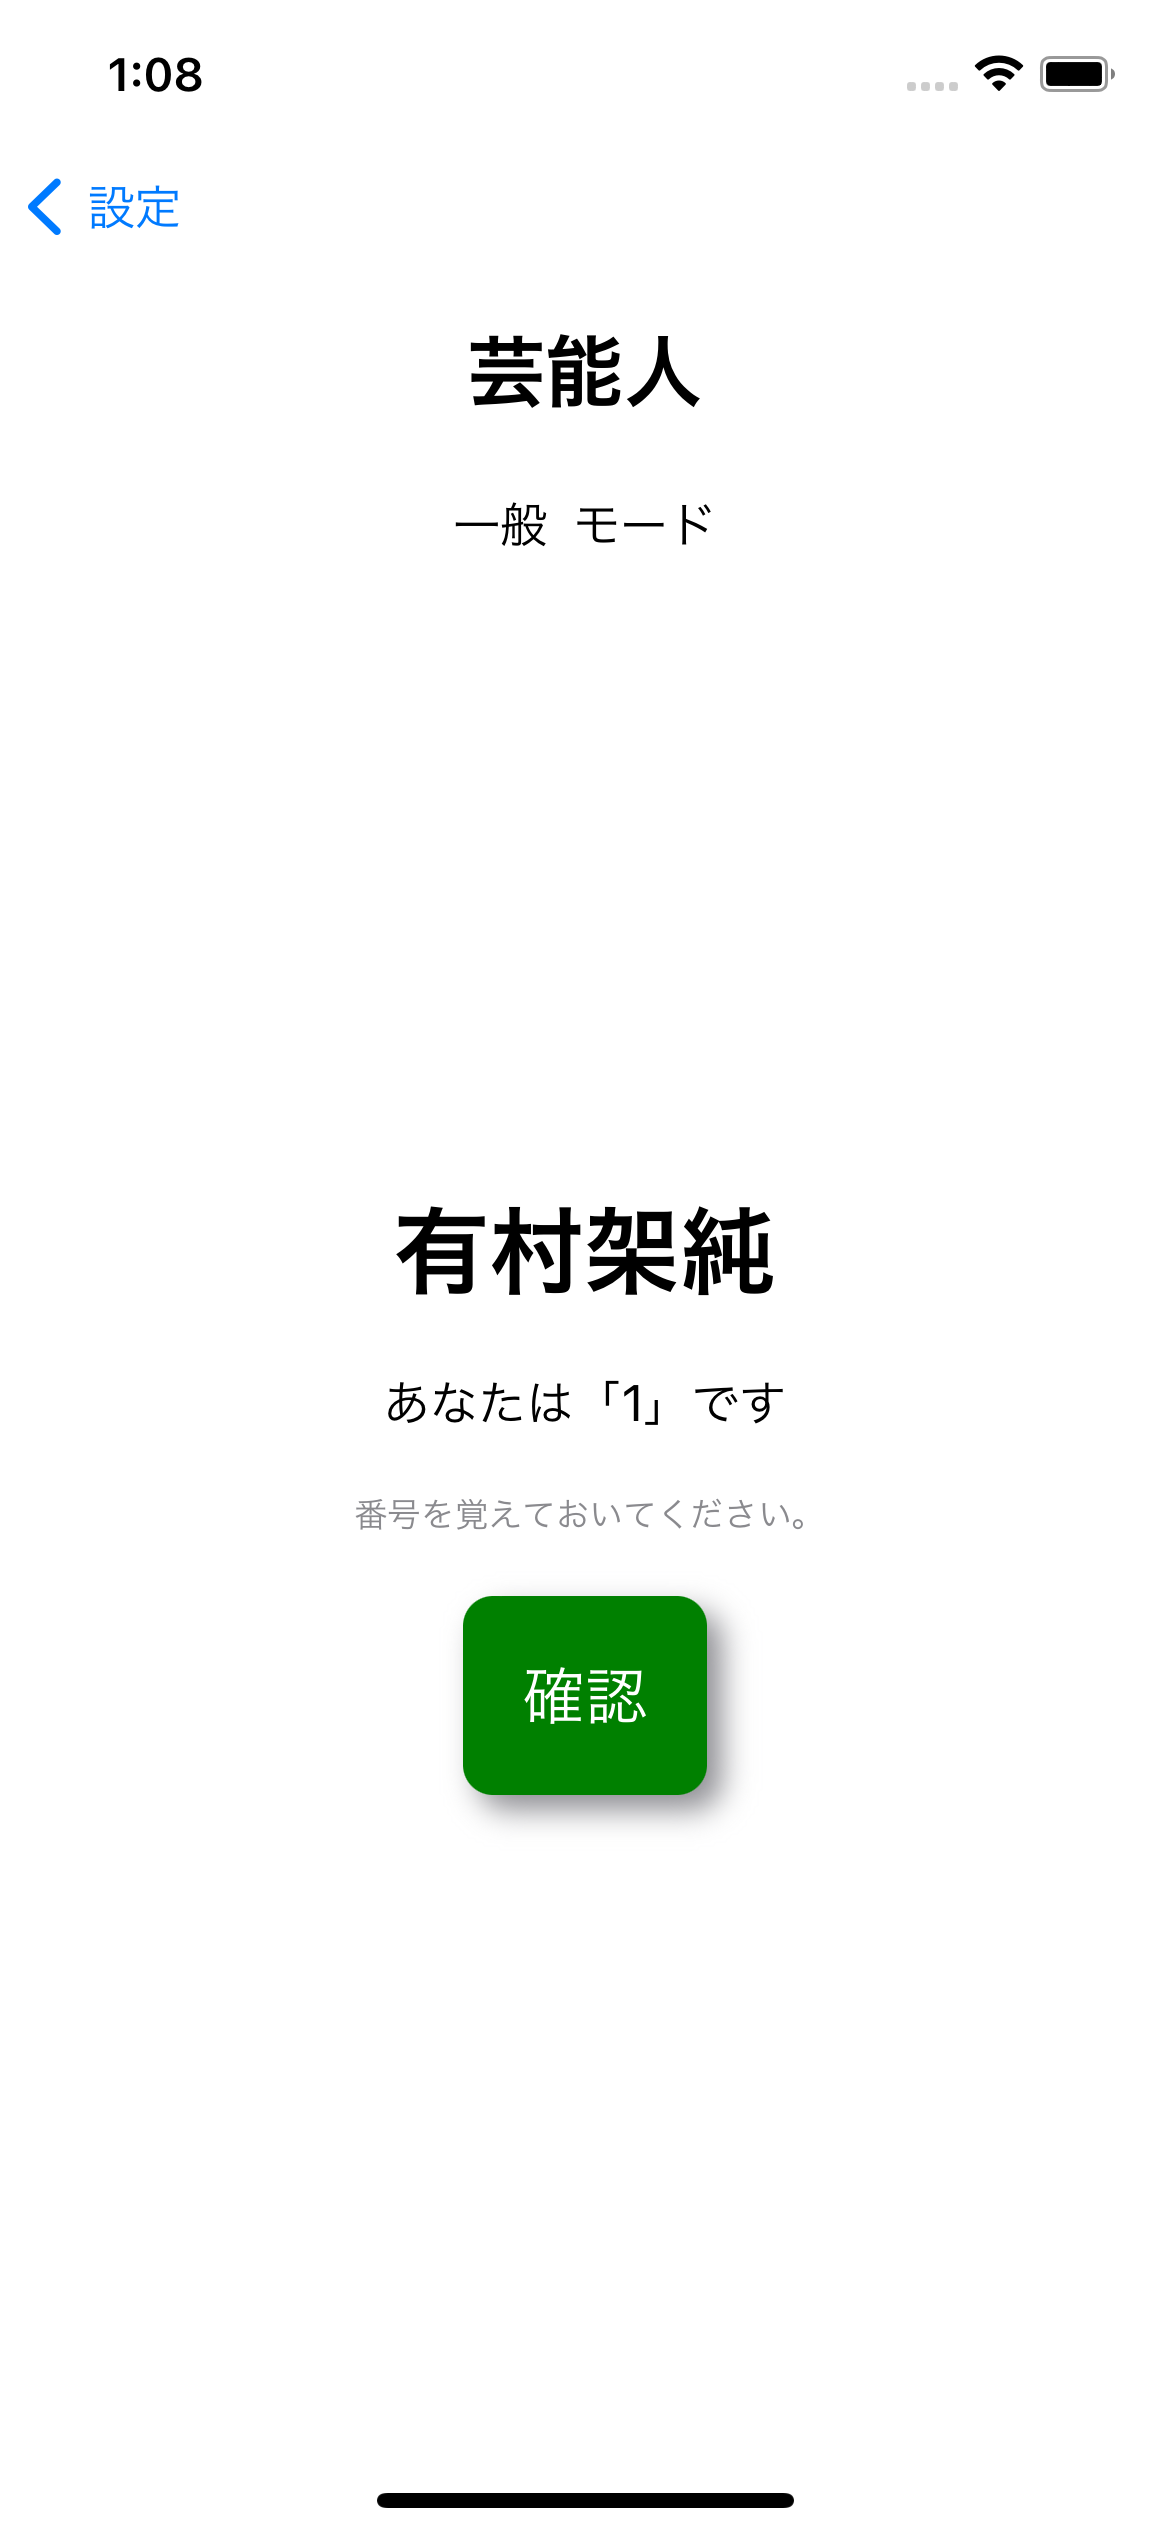 1:08
設定
芸能人
一般 モード
有村架純
あなたは「1」です
番号を覚えておいてください。
確認